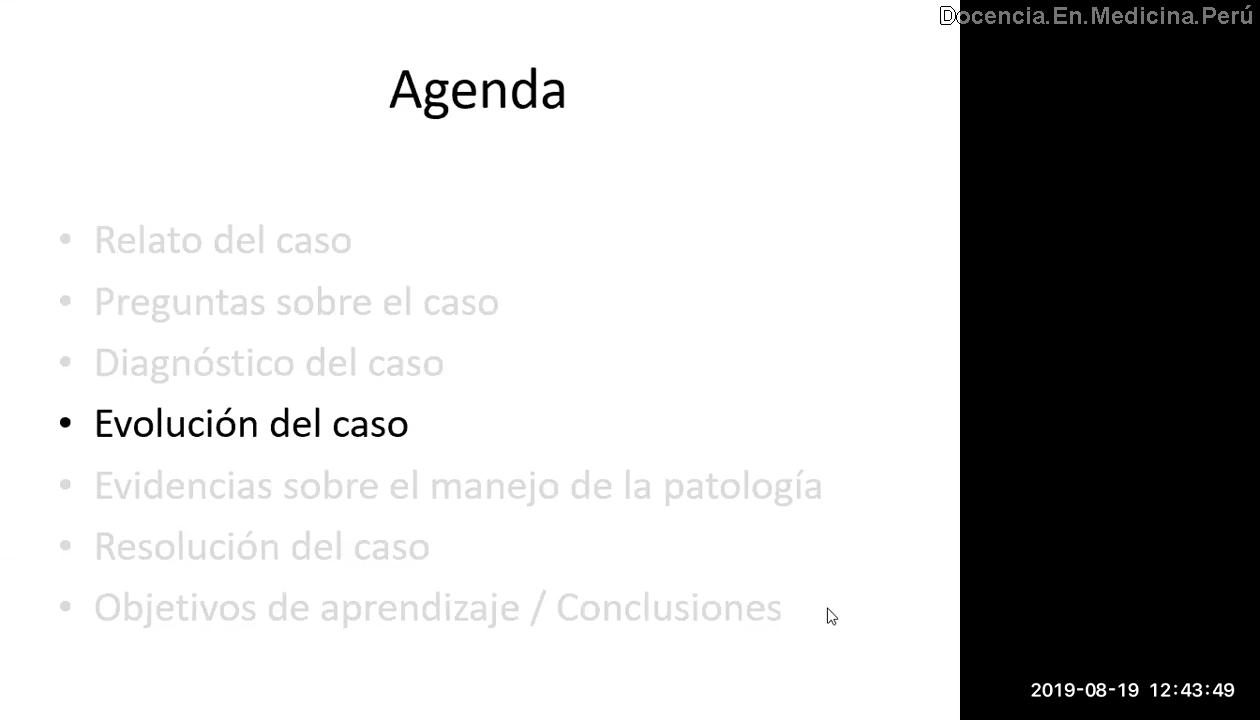 Docencia.En.Medicina.Perú
Agenda
• Relato del caso
• Preguntas sobre el caso
• Diagnóstico del caso
• Evolución del caso
• Evidencias sobre el manejo de la patología
• Resolución del caso
• Objetivos de aprendizaje / Conclusiones
2019-08-19 12:43:49